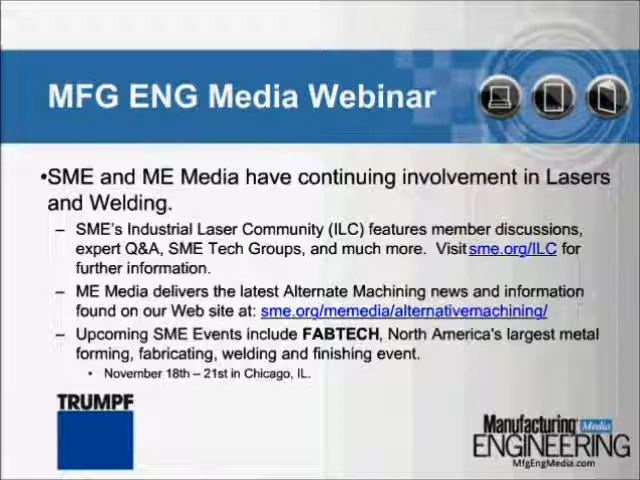 MFG ENG Media Webinar
•SME and ME Media have continuing involvement in Lasers
and Welding.
– SME's Industrial Laser Community (ILC) features member discussions,
expert Q&A, SME Tech Groups, and much more. Visit sme.org/ILC for
further information.
– ME Media delivers the latest Alternate Machining news and information
found on our Web site at: sme.org/memedia/alternativemachining/
– Upcoming SME Events include FABTECH, North America's largest metal
forming, fabricating, welding and finishing event.
• November 18th – 21st in Chicago, IL.
TRUMPF
Manufacturing Media
ENGINEERING
MfgEngMedia.com